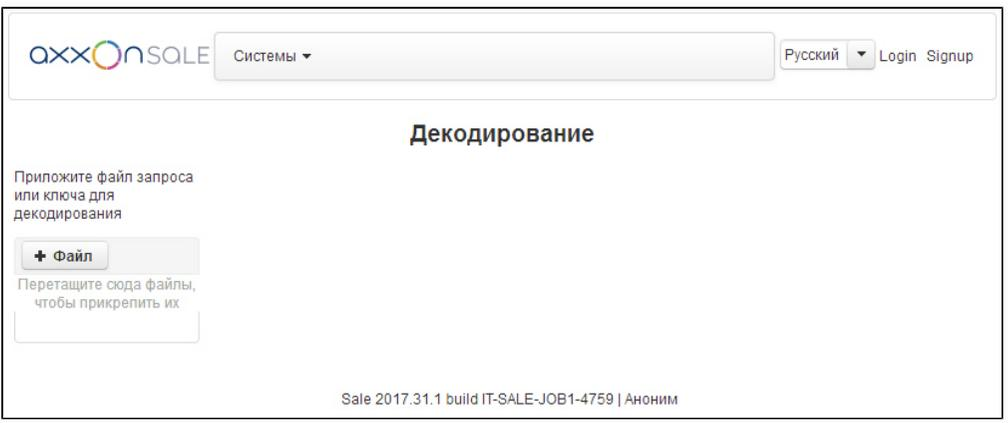 axxonsale Системы Русский Login Signup
Декодирование
Приложите файл запроса
или ключа для
декодирования
+ Файл
Перетащите сюда файлы,
чтобы прикрепить их
Sale 2017.31.1 build IT-SALE-JOB1-4759 | Аноним